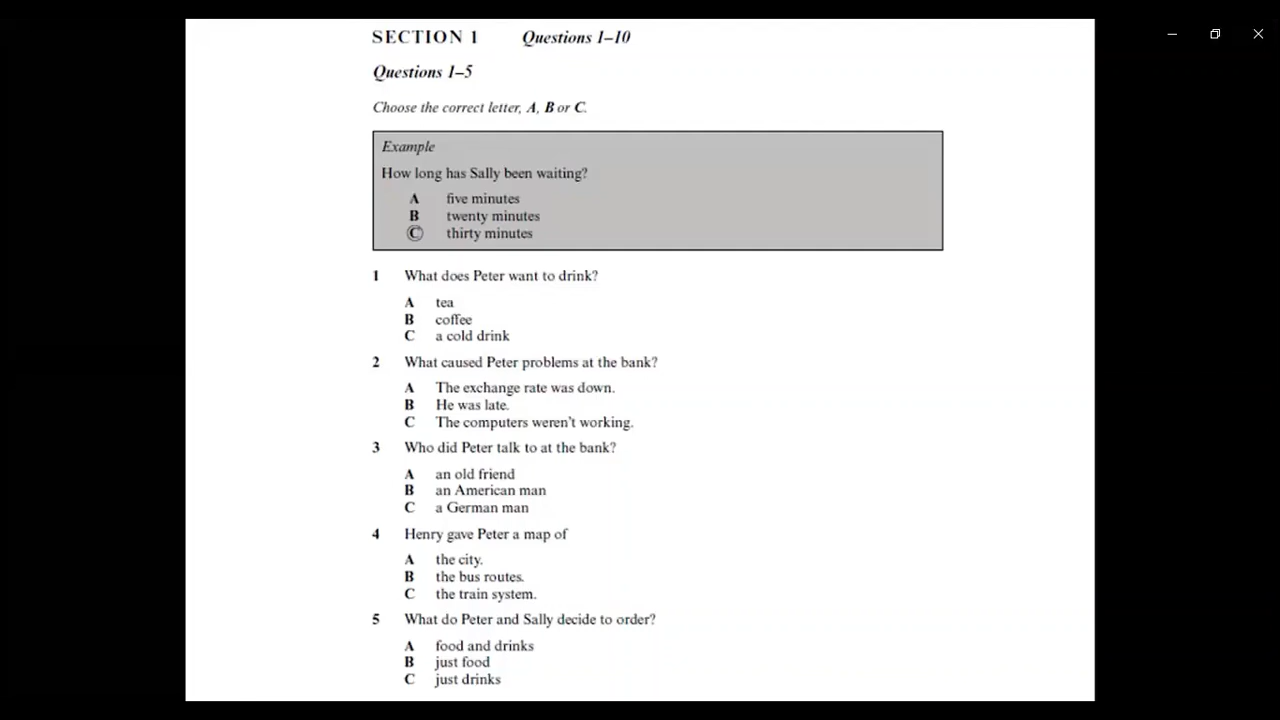 SECTION 1 Questions 1–10
Questions 1–5
Choose the correct letter, A, B or C.
Example
How long has Sally been waiting?
A five minutes
B twenty minutes
C thirty minutes
1 What does Peter want to drink?
A tea
B coffee
C a cold drink
2 What caused Peter problems at the bank?
A The exchange rate was down.
B He was late.
C The computers weren't working.
3 Who did Peter talk to at the bank?
A an old friend
B an American man
C a German man
4 Henry gave Peter a map of
A the city.
B the bus routes.
C the train system.
5 What do Peter and Sally decide to order?
A food and drinks
B just food
C just drinks